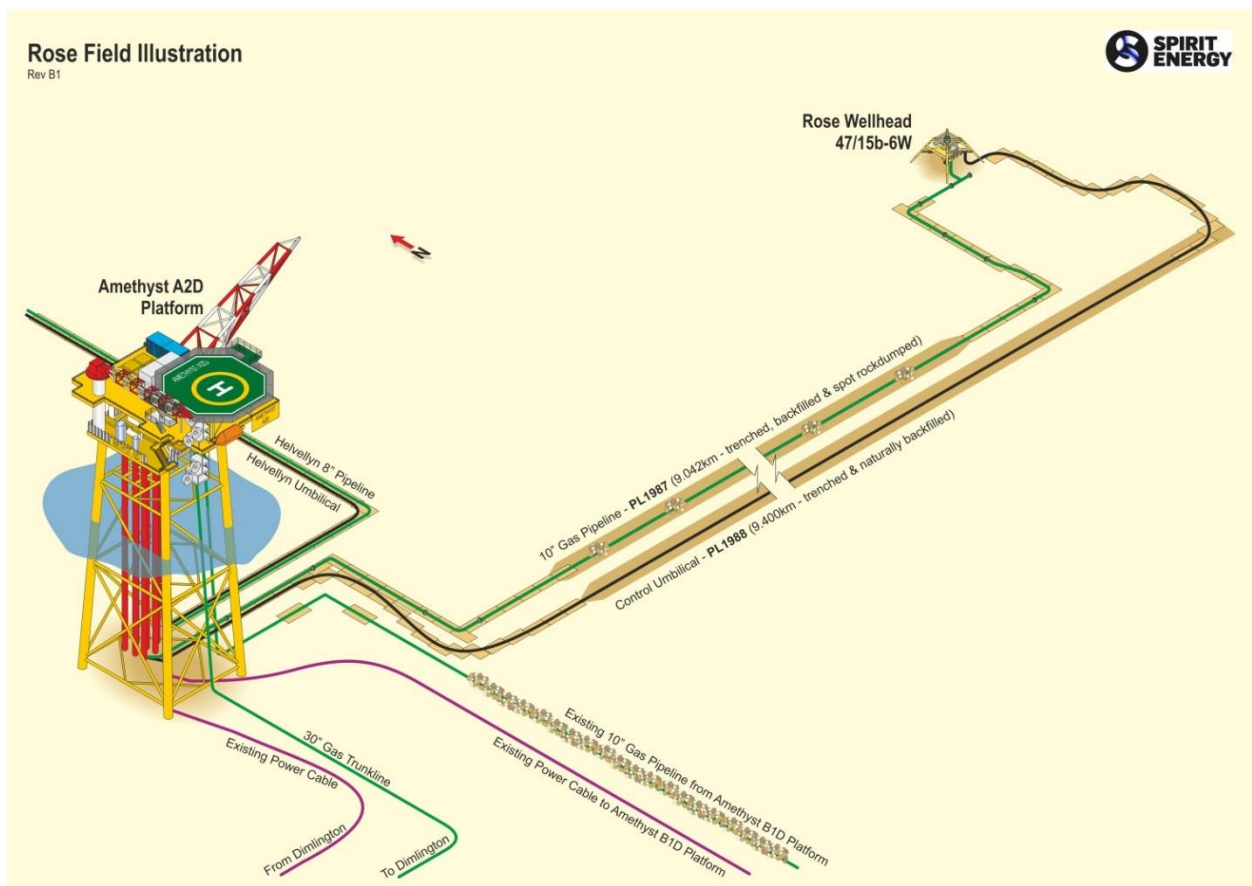 Rose Field Illustration
Rev B1
SPIRIT
ENERGY
Rose Wellhead
47/15b-6W
N
Amethyst A2D
Platform
AMETHYST A2D
H
Helvellyn 8" Pipeline
Helvellyn Umbilical
10" Gas Pipeline - PL1987 (9.042km - trenched, backfilled & spot rockdumped)
Control Umbilical - PL1988 (9.400km - trenched & naturally backfilled)
Existing 10" Gas Pipeline from Amethyst B1D Platform
Existing Power Cable to Amethyst B1D Platform
30" Gas Trunkline
Existing Power Cable
From Dimlington
To Dimlington